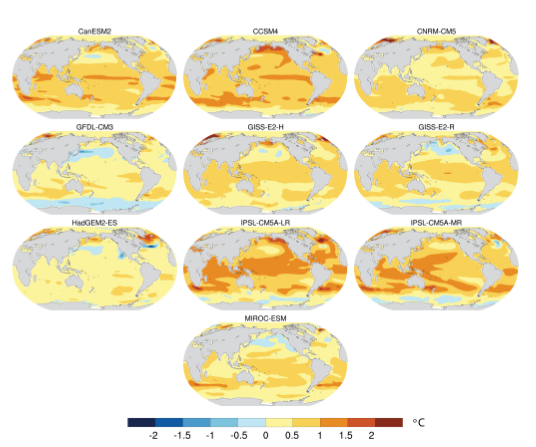 CanESM2
CCSM4
CNRM-CM5
GFDL-CM3
GISS-E2-H
GISS-E2-R
HadGEM2-ES
IPSL-CM5A-LR
IPSL-CM5A-MR
MIROC-ESM
-2 -1.5 -1 -0.5 0 0.5 1 1.5 2 °C